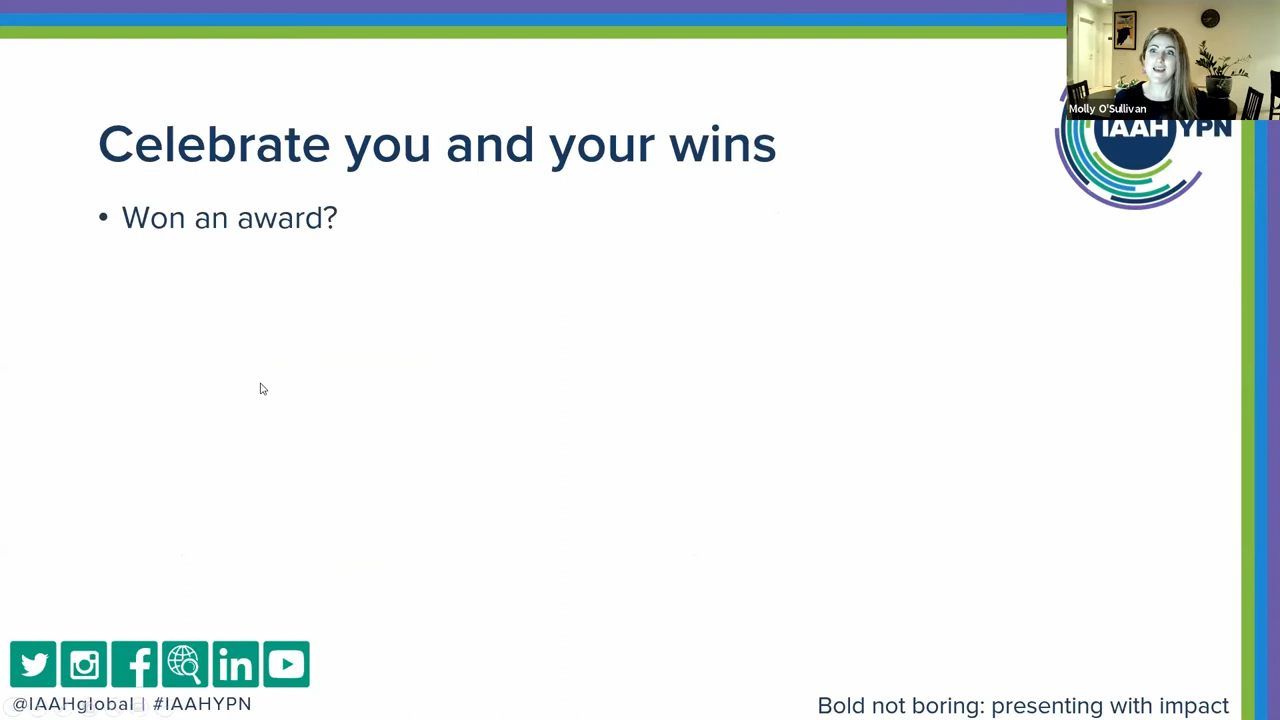 Molly O'Sullivan
IAAH YPN
Celebrate you and your wins
• Won an award?
@IAAHglobal | #IAAHYPN
Bold not boring: presenting with impact